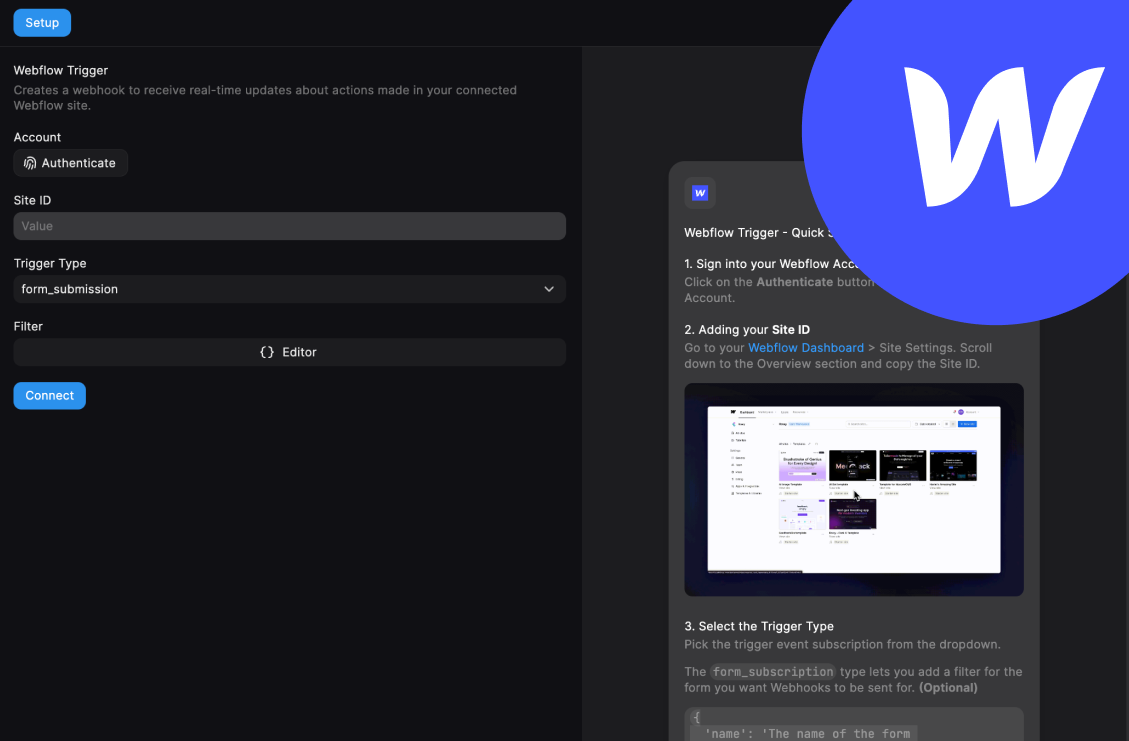 Setup
Webflow Trigger
Creates a webhook to receive real-time updates about actions made in your connected
Webflow site.
Account
Authenticate
Site ID
Value
Trigger Type
form_submission
Filter
{} Editor
Connect
W
Webflow Trigger - Quick
1. Sign into your Webflow
Click on the Authenticate button
Account.
2. Adding your Site ID
Go to your Webflow Dashboard > Site Settings. Scroll
down to the Overview section and copy the Site ID.
3. Select the Trigger Type
Pick the trigger event subscription from the dropdown.
The form_subscription type lets you add a filter for the
form you want Webhooks to be sent for. (Optional)
{
'name': 'The name of the form